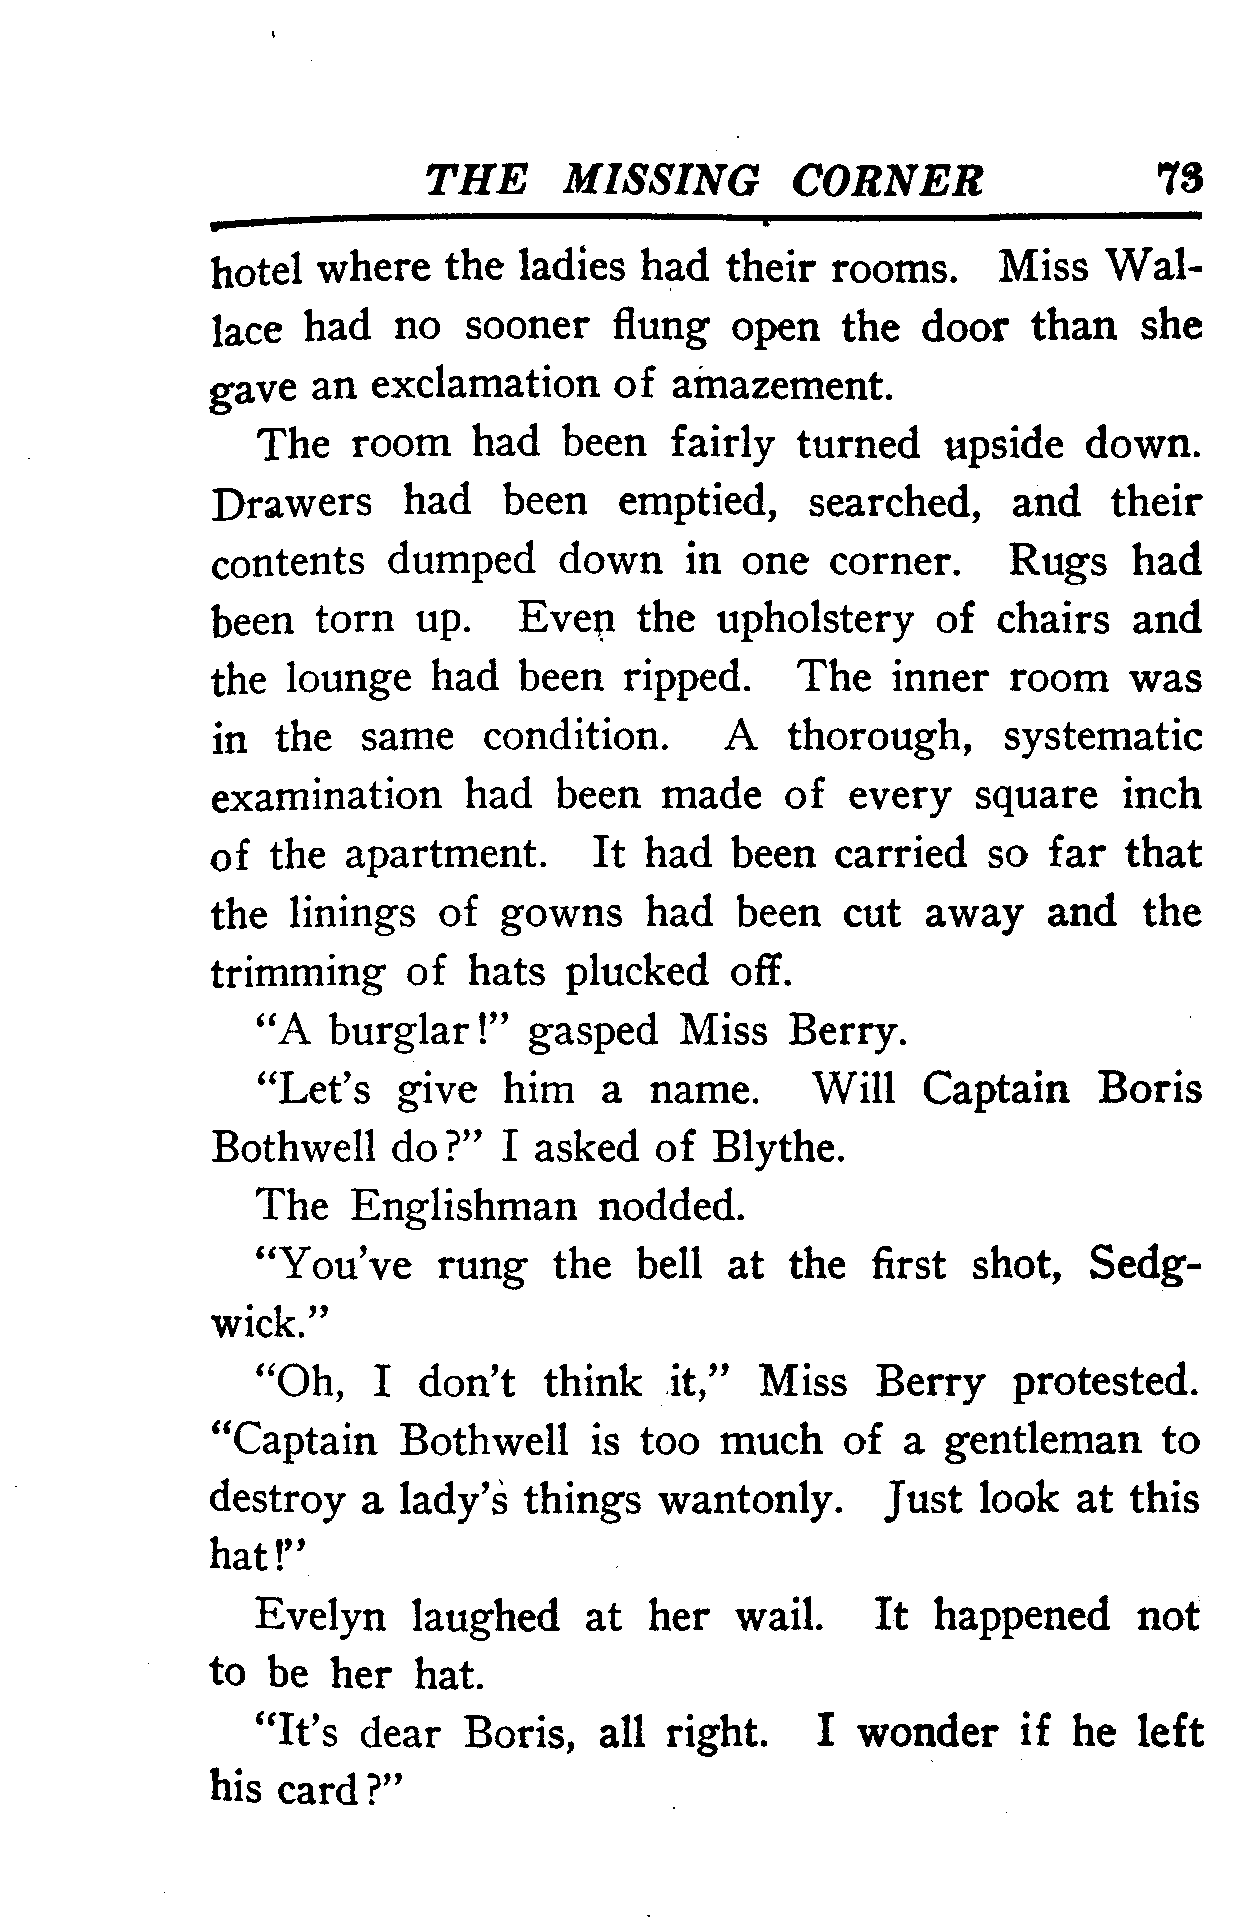 THE MISSING CORNER 73
hotel where the ladies had their rooms. Miss Wal-
lace had no sooner flung open the door than she
gave an exclamation of amazement.
The room had been fairly turned upside down.
Drawers had been emptied, searched, and their
contents dumped down in one corner. Rugs had
been torn up. Even the upholstery of chairs and
the lounge had been ripped. The inner room was
in the same condition. A thorough, systematic
examination had been made of every square inch
of the apartment. It had been carried so far that
the linings of gowns had been cut away and the
trimming of hats plucked off.
“A burglar!” gasped Miss Berry.
“Let’s give him a name. Will Captain Boris
Bothwell do?” I asked of Blythe.
The Englishman nodded.
“You’ve rung the bell at the first shot, Sedg-
wick.”
“Oh, I don’t think it,” Miss Berry protested.
“Captain Bothwell is too much of a gentleman to
destroy a lady’s things wantonly. Just look at this
hat!”
Evelyn laughed at her wail. It happened not
to be her hat.
“It’s dear Boris, all right. I wonder if he left
his card?”